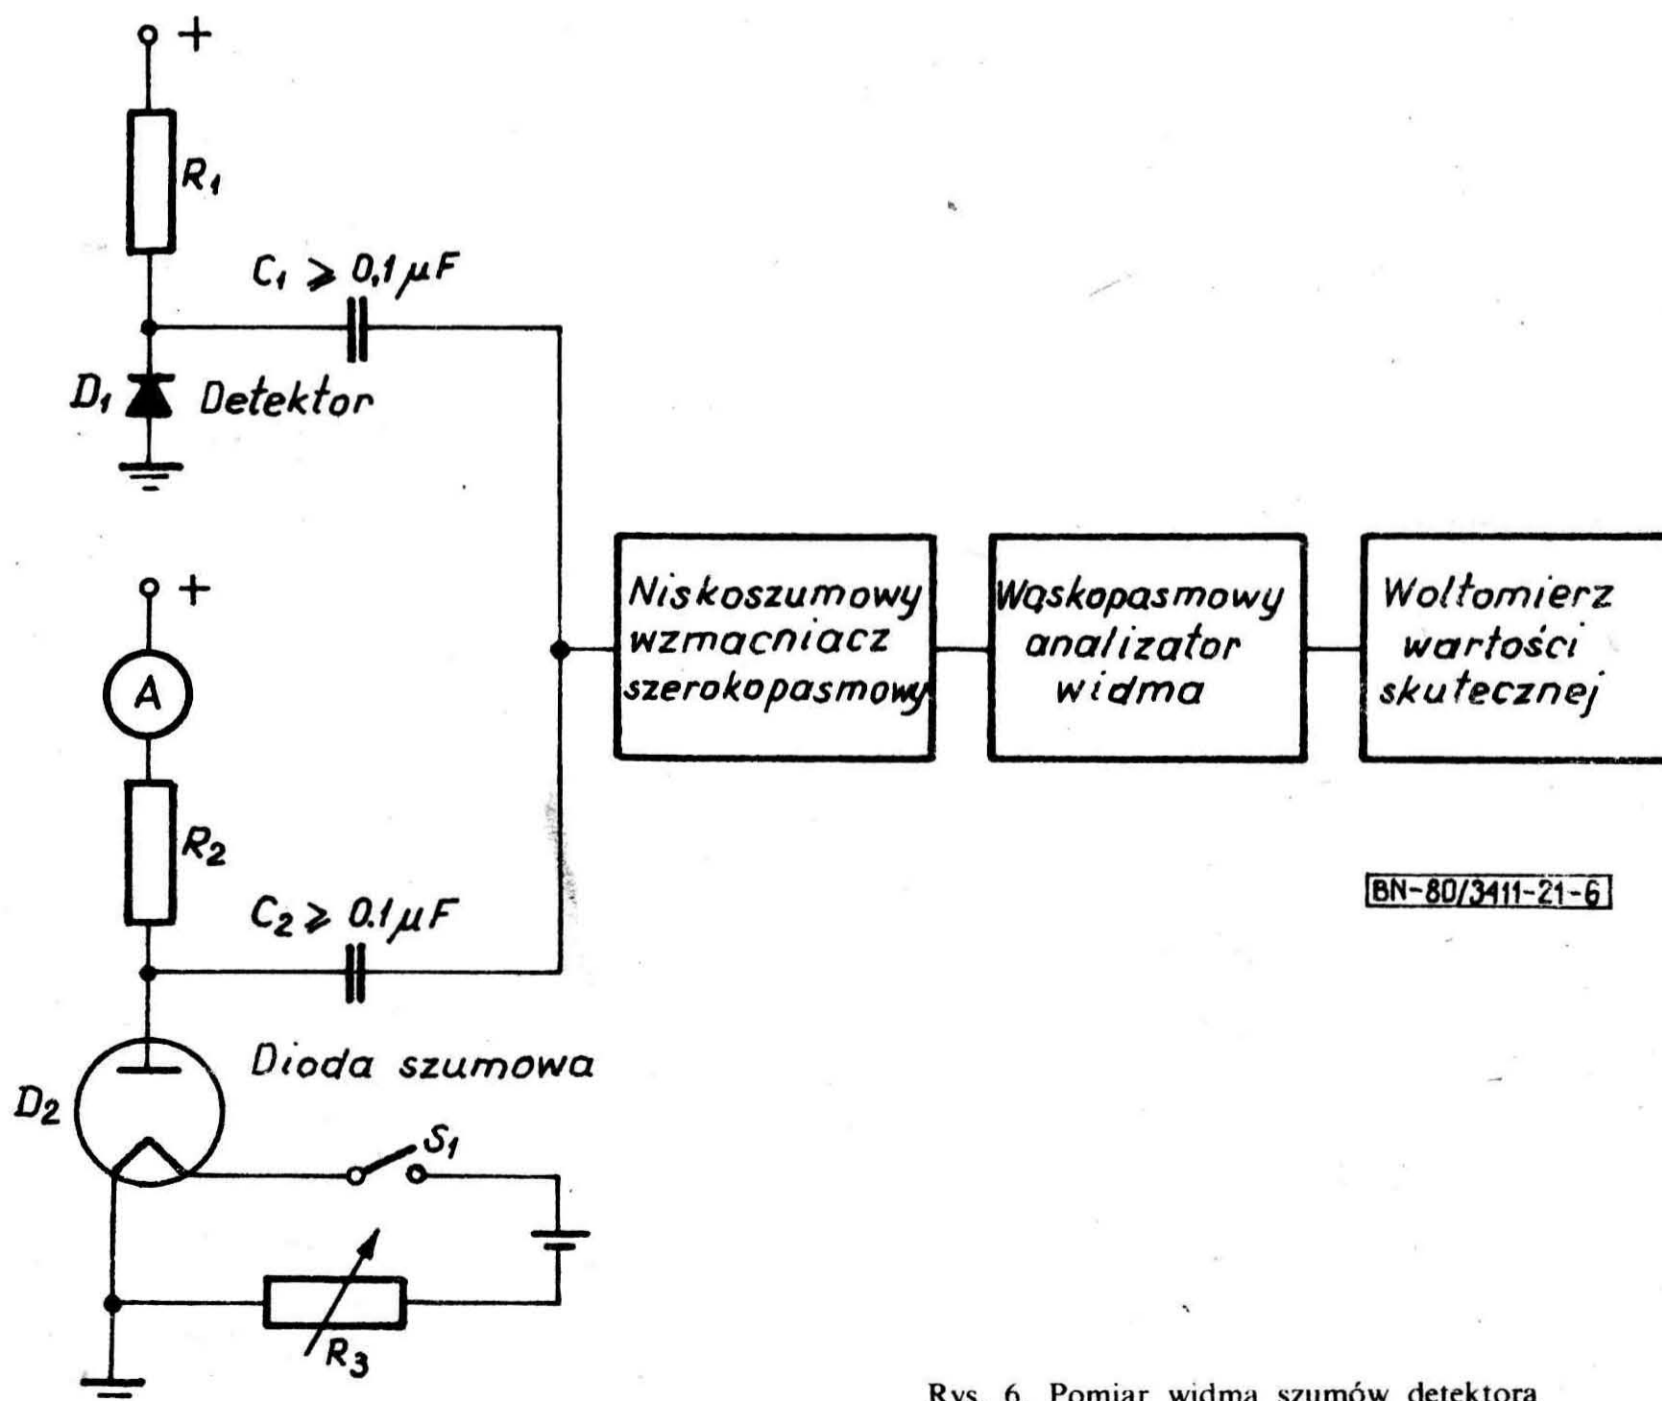 +
R₁
C₁ ⩾ 0,1 μF
D₁ Detektor
+
A
R₂
C₂ ⩾ 0.1 μF
Dioda szumowa
D₂
S₁
R₃
Niskoszumowy
wzmacniacz
szerokopasmowy
Wąskopasmowy
analizator
widma
Woltomierz
wartości
skutecznej
BN-80/3411-21-6
Rys. 6. Pomiar widma szumów detektora